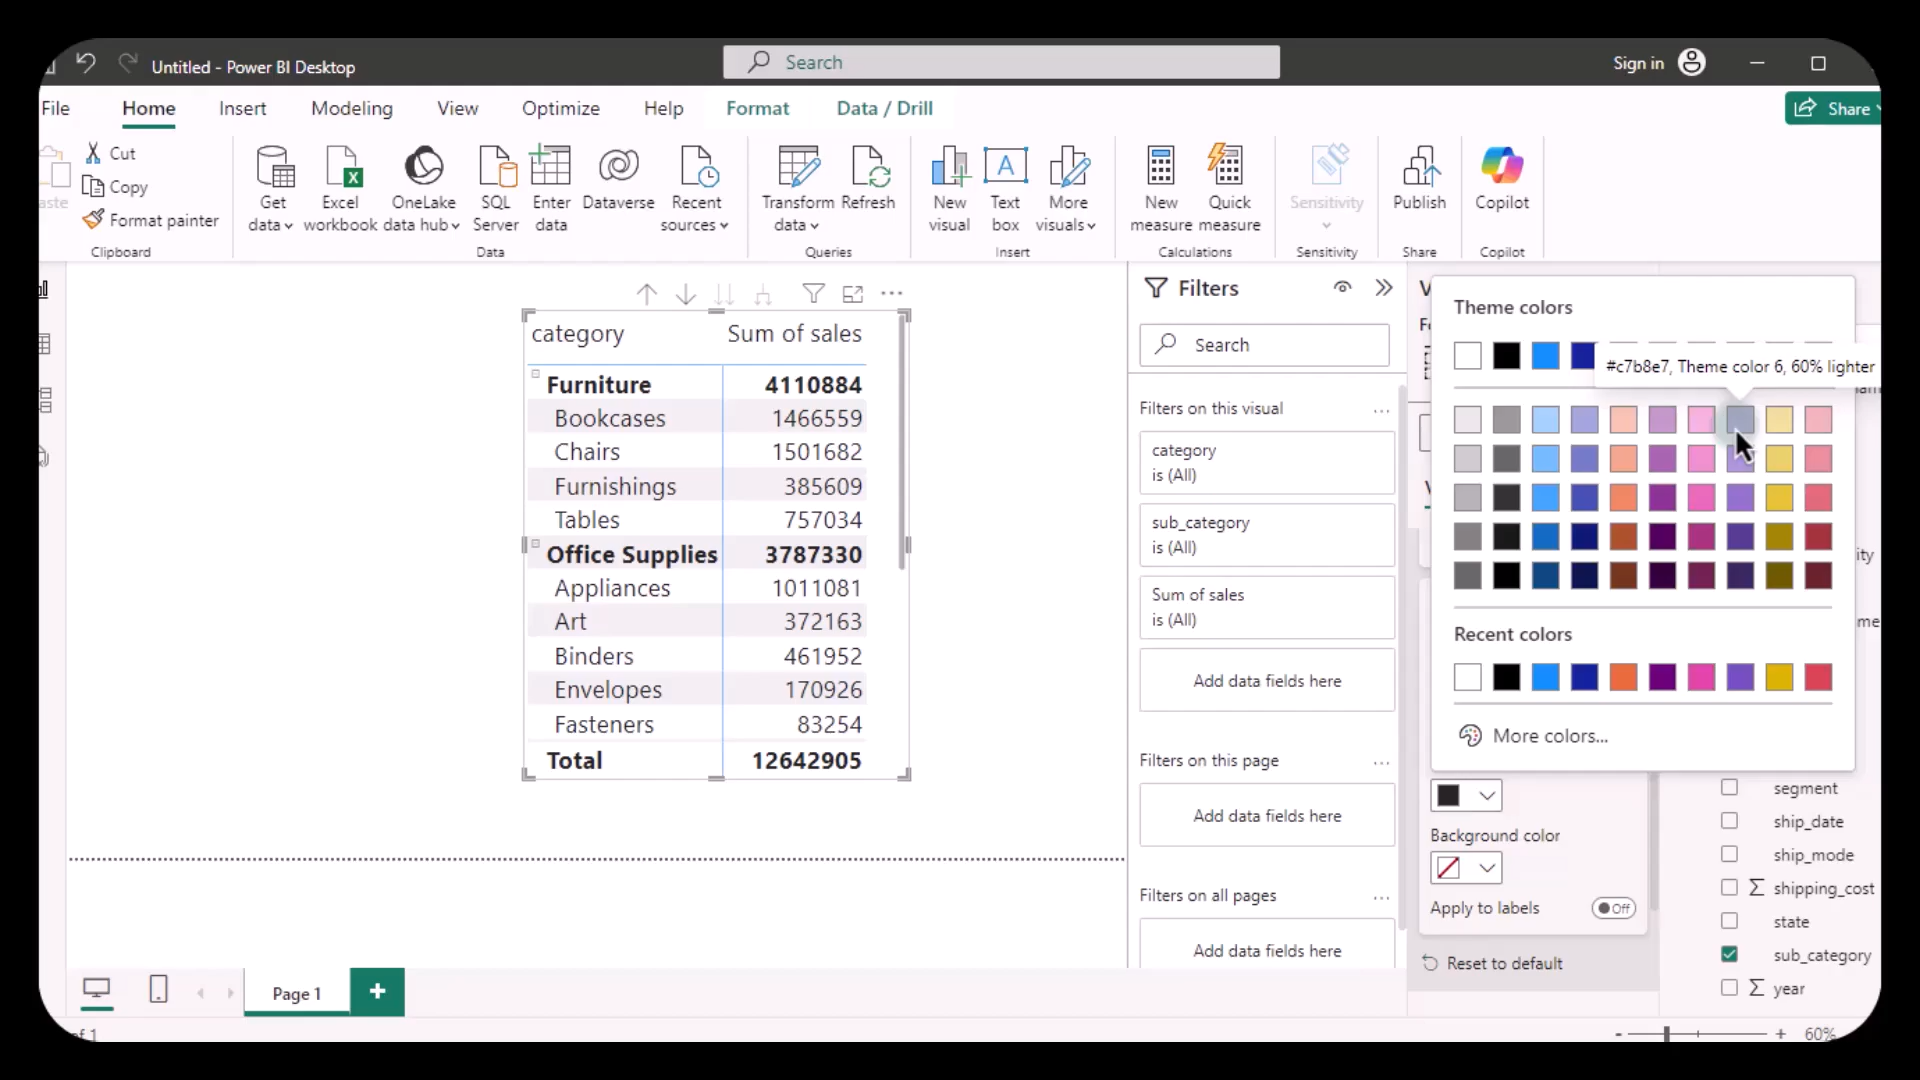 Untitled - Power BI Desktop
Search
Sign in
File
Home
Insert
Modeling
View
Optimize
Help
Format
Data / Drill
Share
Cut
Copy
Format painter
Clipboard
Get data
Excel workbook
OneLake data hub
SQL Server
Enter data
Dataverse
Recent sources
Data
Transform data
Refresh
Queries
New visual
Text box
More visuals
Insert
New measure
Quick measure
Calculations
Sensitivity
Sensitivity
Publish
Share
Copilot
Copilot
category Sum of sales
Furniture 4110884
Bookcases 1466559
Chairs 1501682
Furnishings 385609
Tables 757034
Office Supplies 3787330
Appliances 1011081
Art 372163
Binders 461952
Envelopes 170926
Fasteners 83254
Total 12642905
Filters
Search
Filters on this visual
category
is (All)
sub_category
is (All)
Sum of sales
is (All)
Add data fields here
Filters on this page
Add data fields here
Filters on all pages
Add data fields here
Theme colors
#c7b8e7, Theme color 6, 60% lighter
Recent colors
More colors...
Background color
Apply to labels
Off
Reset to default
segment
ship_date
ship_mode
shipping_cost
state
sub_category
year
Page 1
60%